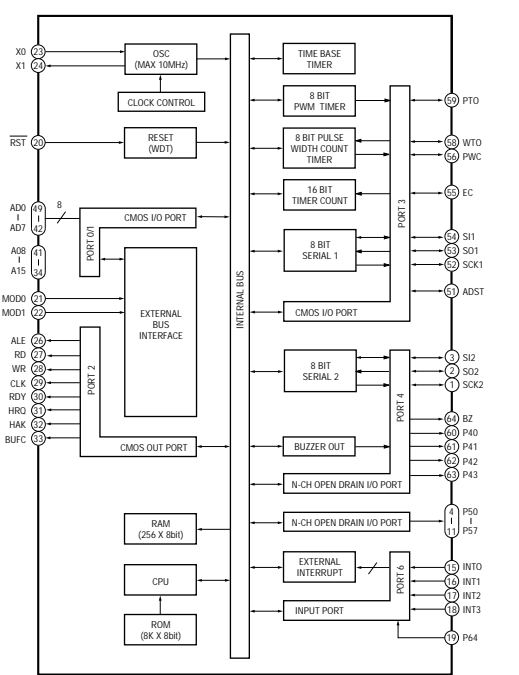 X0 23
X1 24
OSC
(MAX 10MHz)
CLOCK CONTROL
RST 20
RESET
(WDT)
AD0 49
AD7 42
8
A08 41
A15 34
PORT 0/1
CMOS I/O PORT
MOD0 21
MOD1 22
EXTERNAL
BUS
INTERFACE
ALE 26
RD 27
WR 28
CLK 29
RDY 30
HRQ 31
HAK 32
BUFC 33
PORT 2
CMOS OUT PORT
RAM
(256 X 8bit)
CPU
ROM
(8K X 8bit)
INTERNAL BUS
TIME BASE
TIMER
8 BIT
PWM TIMER
8 BIT PULSE
WIDTH COUNT
TIMER
16 BIT
TIMER COUNT
8 BIT
SERIAL 1
CMOS I/O PORT
PORT 3
59 PTO
58 WTO
56 PWC
55 EC
54 SI1
53 SO1
52 SCK1
51 ADST
8 BIT
SERIAL 2
BUZZER OUT
N-CH OPEN DRAIN I/O PORT
PORT 4
3 SI2
2 SO2
1 SCK2
64 BZ
60 P40
61 P41
62 P42
63 P43
N-CH OPEN DRAIN I/O PORT
4 P50
11 P57
EXTERNAL
INTERRUPT
INPUT PORT
PORT 6
15 INTO
16 INT1
17 INT2
18 INT3
19 P64